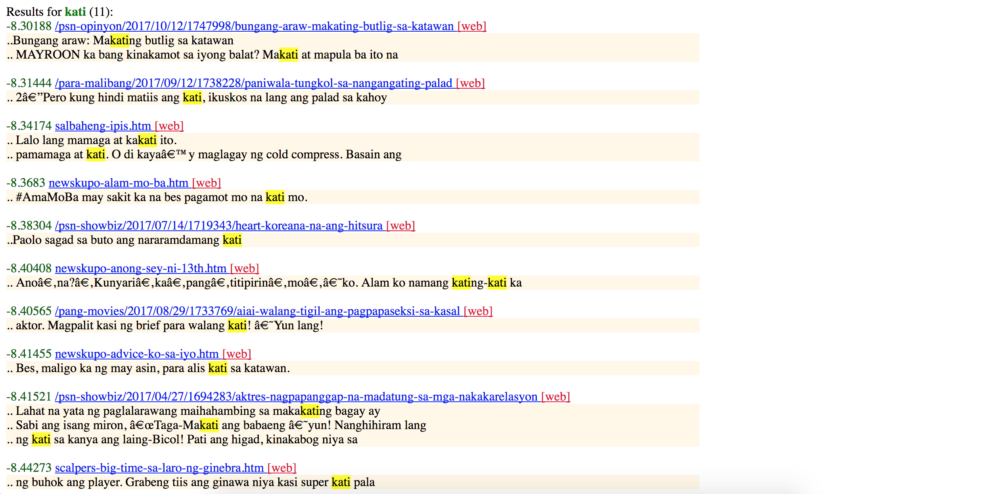 Results for kati (11):
-8.30188 /psn-opinyon/2017/10/12/1747998/bungang-araw-makating-butlig-sa-katawan [web]
..Bungang araw: Makating butlig sa katawan
.. MAYROON ka bang kinakamot sa iyong balat? Makati at mapula ba ito na
-8.31444 /para-malibang/2017/09/12/1738228/paniwala-tungkol-sa-nangangating-palad [web]
.. 2â€”Pero kung hindi matiis ang kati, ikuskos na lang ang palad sa kahoy
-8.34174 salbaheng-ipis.htm [web]
.. Lalo lang mamaga at kakati ito.
.. pamamaga at kati. O di kayaâ€™ y maglagay ng cold compress. Basain ang
-8.3683 newskupo-alam-mo-ba.htm [web]
.. #AmaMoBa may sakit ka na bes pagamot mo na kati mo.
-8.38304 /psn-showbiz/2017/07/14/1719343/heart-koreana-na-ang-hitsura [web]
..Paolo sagad sa buto ang nararamdamang kati
-8.40408 newskupo-anong-sey-ni-13th.htm [web]
.. Anoâ€‚na?â€‚Kunyariâ€‚kaâ€‚pangâ€‚titipirinâ€‚moâ€‚â€˜ko. Alam ko namang kating-kati ka
-8.40565 /pang-movies/2017/08/29/1733769/aiai-walang-tigil-ang-pagpapaseksi-sa-kasal [web]
.. aktor. Magpalit kasi ng brief para walang kati! â€˜Yun lang!
-8.41455 newskupo-advice-ko-sa-iyo.htm [web]
.. Bes, maligo ka ng may asin, para alis kati sa katawan.
-8.41521 /psn-showbiz/2017/04/27/1694283/aktres-nagpapanggap-na-madatung-sa-mga-nakakarelasyon [web]
.. Lahat na yata ng paglalarawang maihahambing sa makakating bagay ay
.. Sabi ang isang miron, â€œTaga-Makati ang babaeng â€˜yun! Nanghihiram lang
.. ng kati sa kanya ang laing-Bicol! Pati ang higad, kinakabog niya sa
-8.44273 scalpers-big-time-sa-laro-ng-ginebra.htm [web]
.. ng buhok ang player. Grabeng tiis ang ginawa niya kasi super kati pala